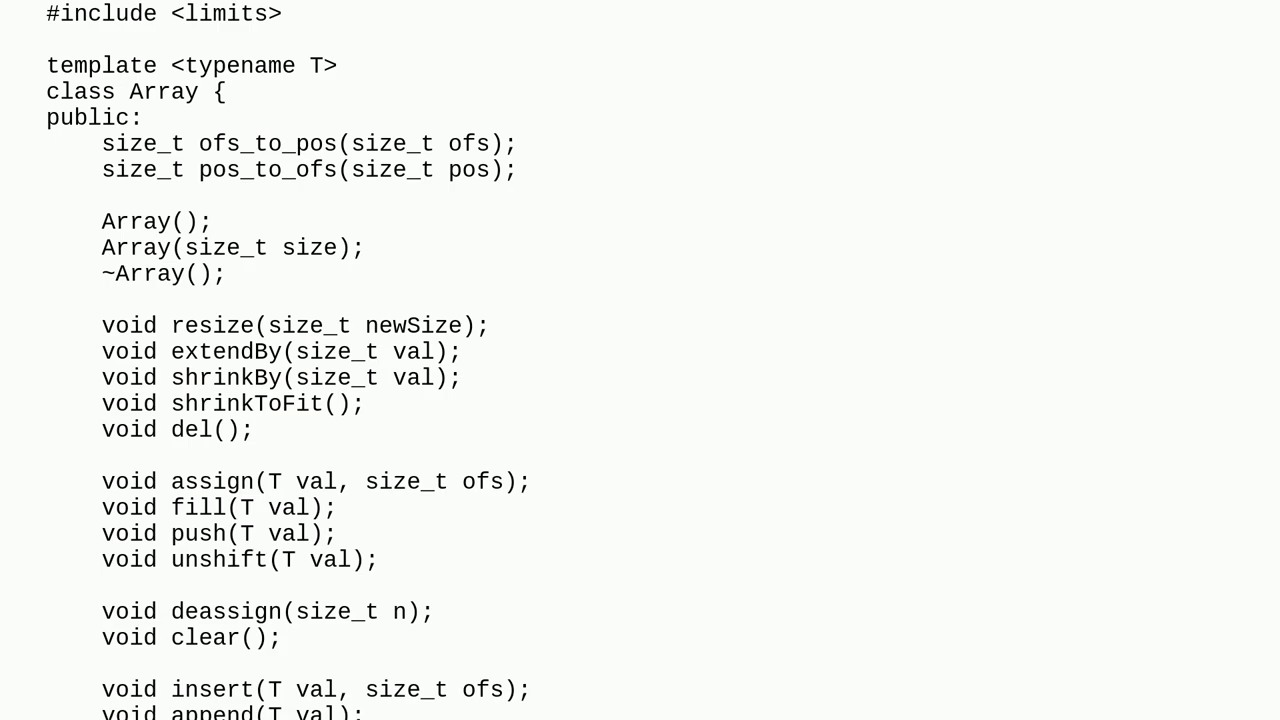 #include <limits>
template <typename T>
class Array {
public:
    size_t ofs_to_pos(size_t ofs);
    size_t pos_to_ofs(size_t pos);
    Array();
    Array(size_t size);
    ~Array();
    void resize(size_t newSize);
    void extendBy(size_t val);
    void shrinkBy(size_t val);
    void shrinkToFit();
    void del();
    void assign(T val, size_t ofs);
    void fill(T val);
    void push(T val);
    void unshift(T val);
    void deassign(size_t n);
    void clear();
    void insert(T val, size_t ofs);
    void append(T val);